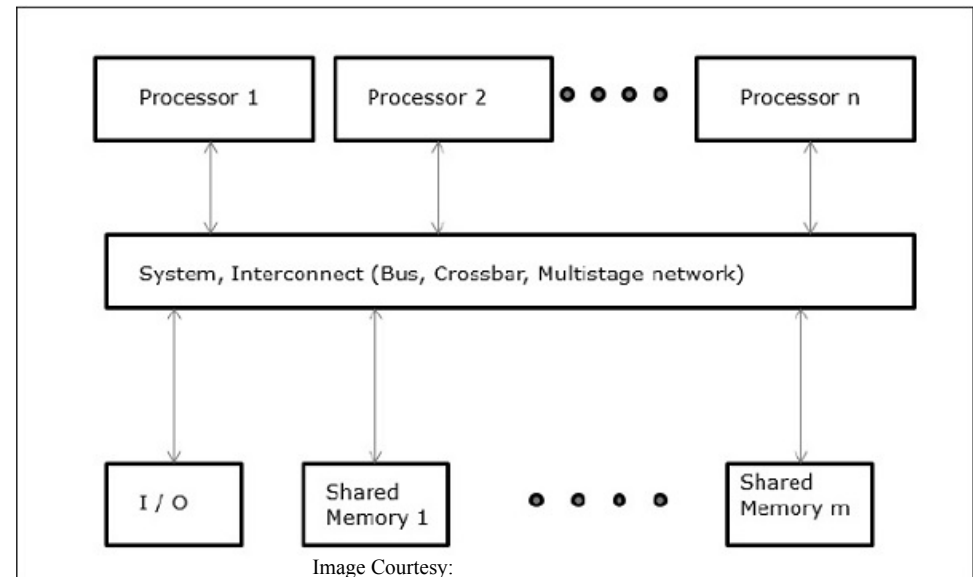 Processor 1
Processor 2
Processor n
System, Interconnect (Bus, Crossbar, Multistage network)
I / O
Shared
Memory 1
Shared
Memory m
Image Courtesy: